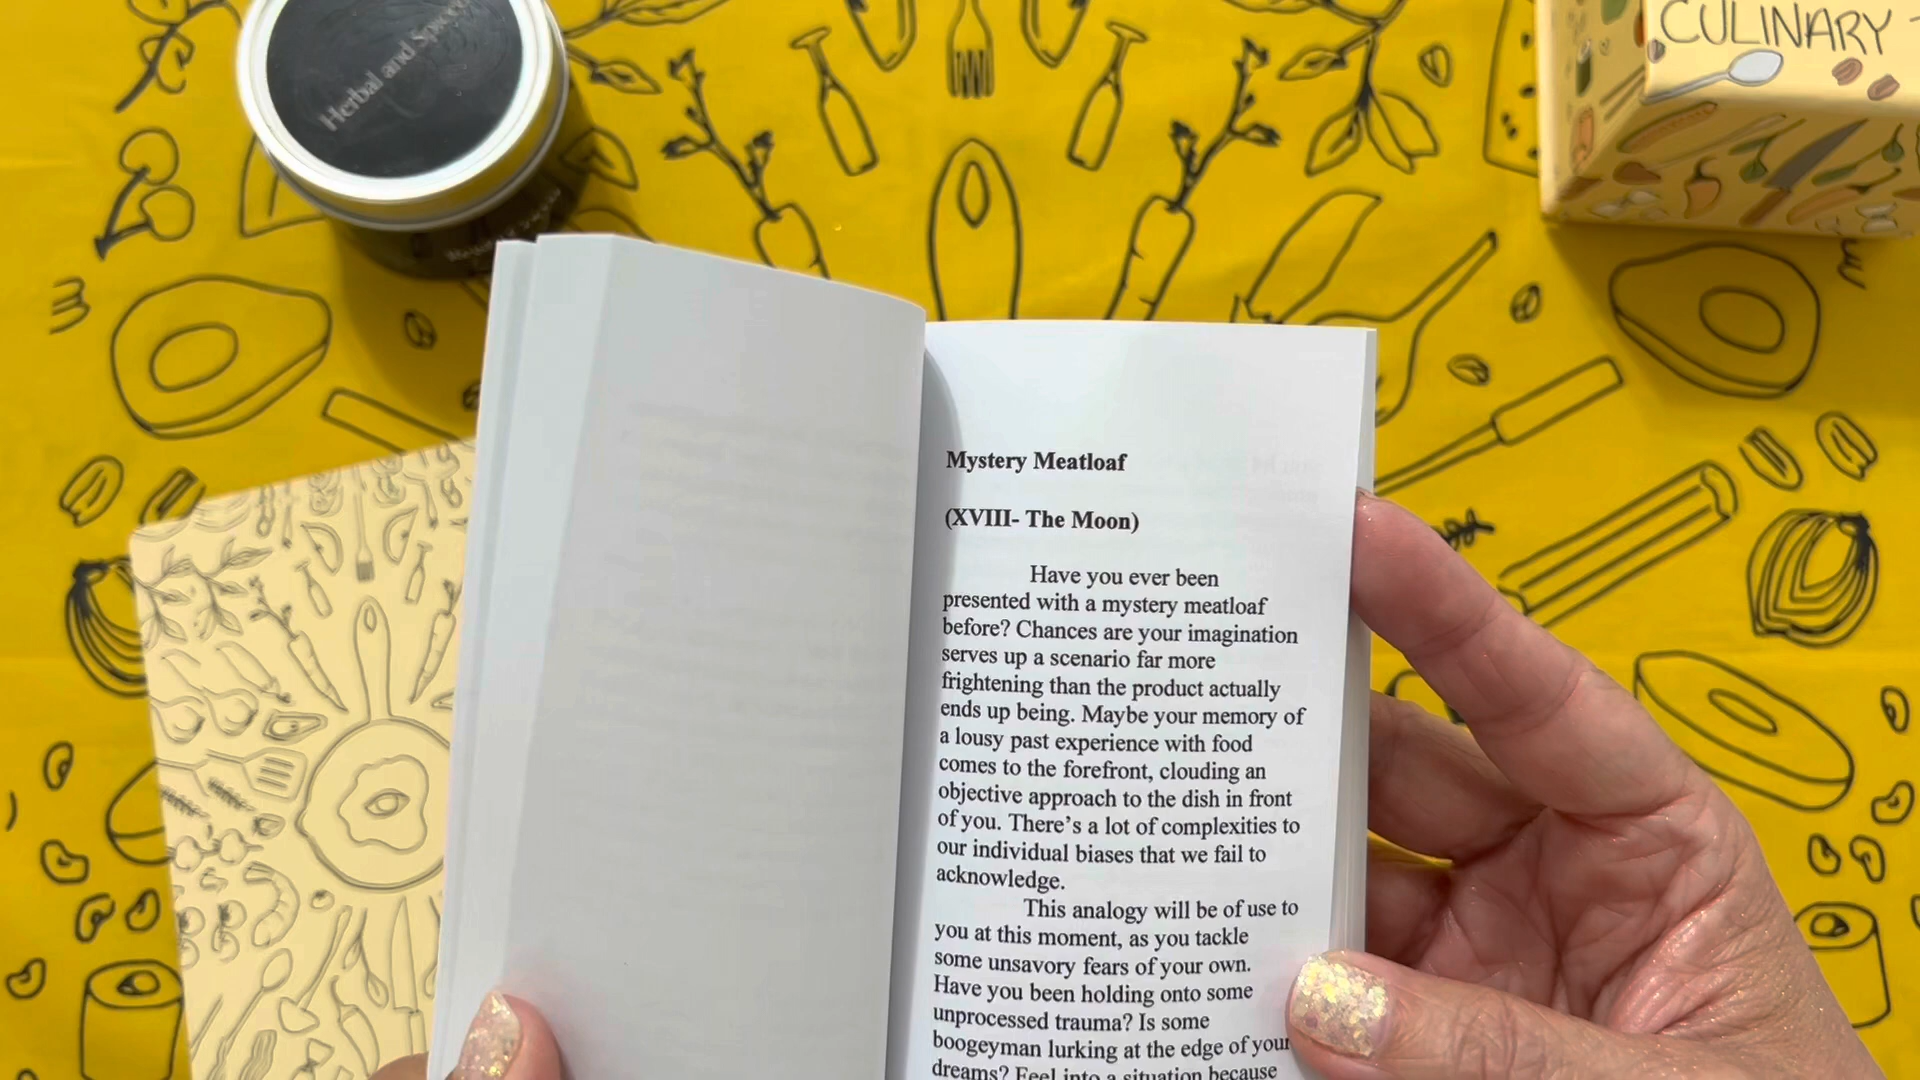 Herbal and
CULINARY
Mystery Meatloaf
(XVIII- The Moon)
Have you ever been
presented with a mystery meatloaf
before? Chances are your imagination
serves up a scenario far more
frightening than the product actually
ends up being. Maybe your memory of
a lousy past experience with food
comes to the forefront, clouding an
objective approach to the dish in front
of you. There's a lot of complexities to
our individual biases that we fail to
acknowledge.
This analogy will be of use to
you at this moment, as you tackle
some unsavory fears of your own.
Have you been holding onto some
unprocessed trauma? Is some
boogeyman lurking at the edge of your
dreams? Feel into a situation because